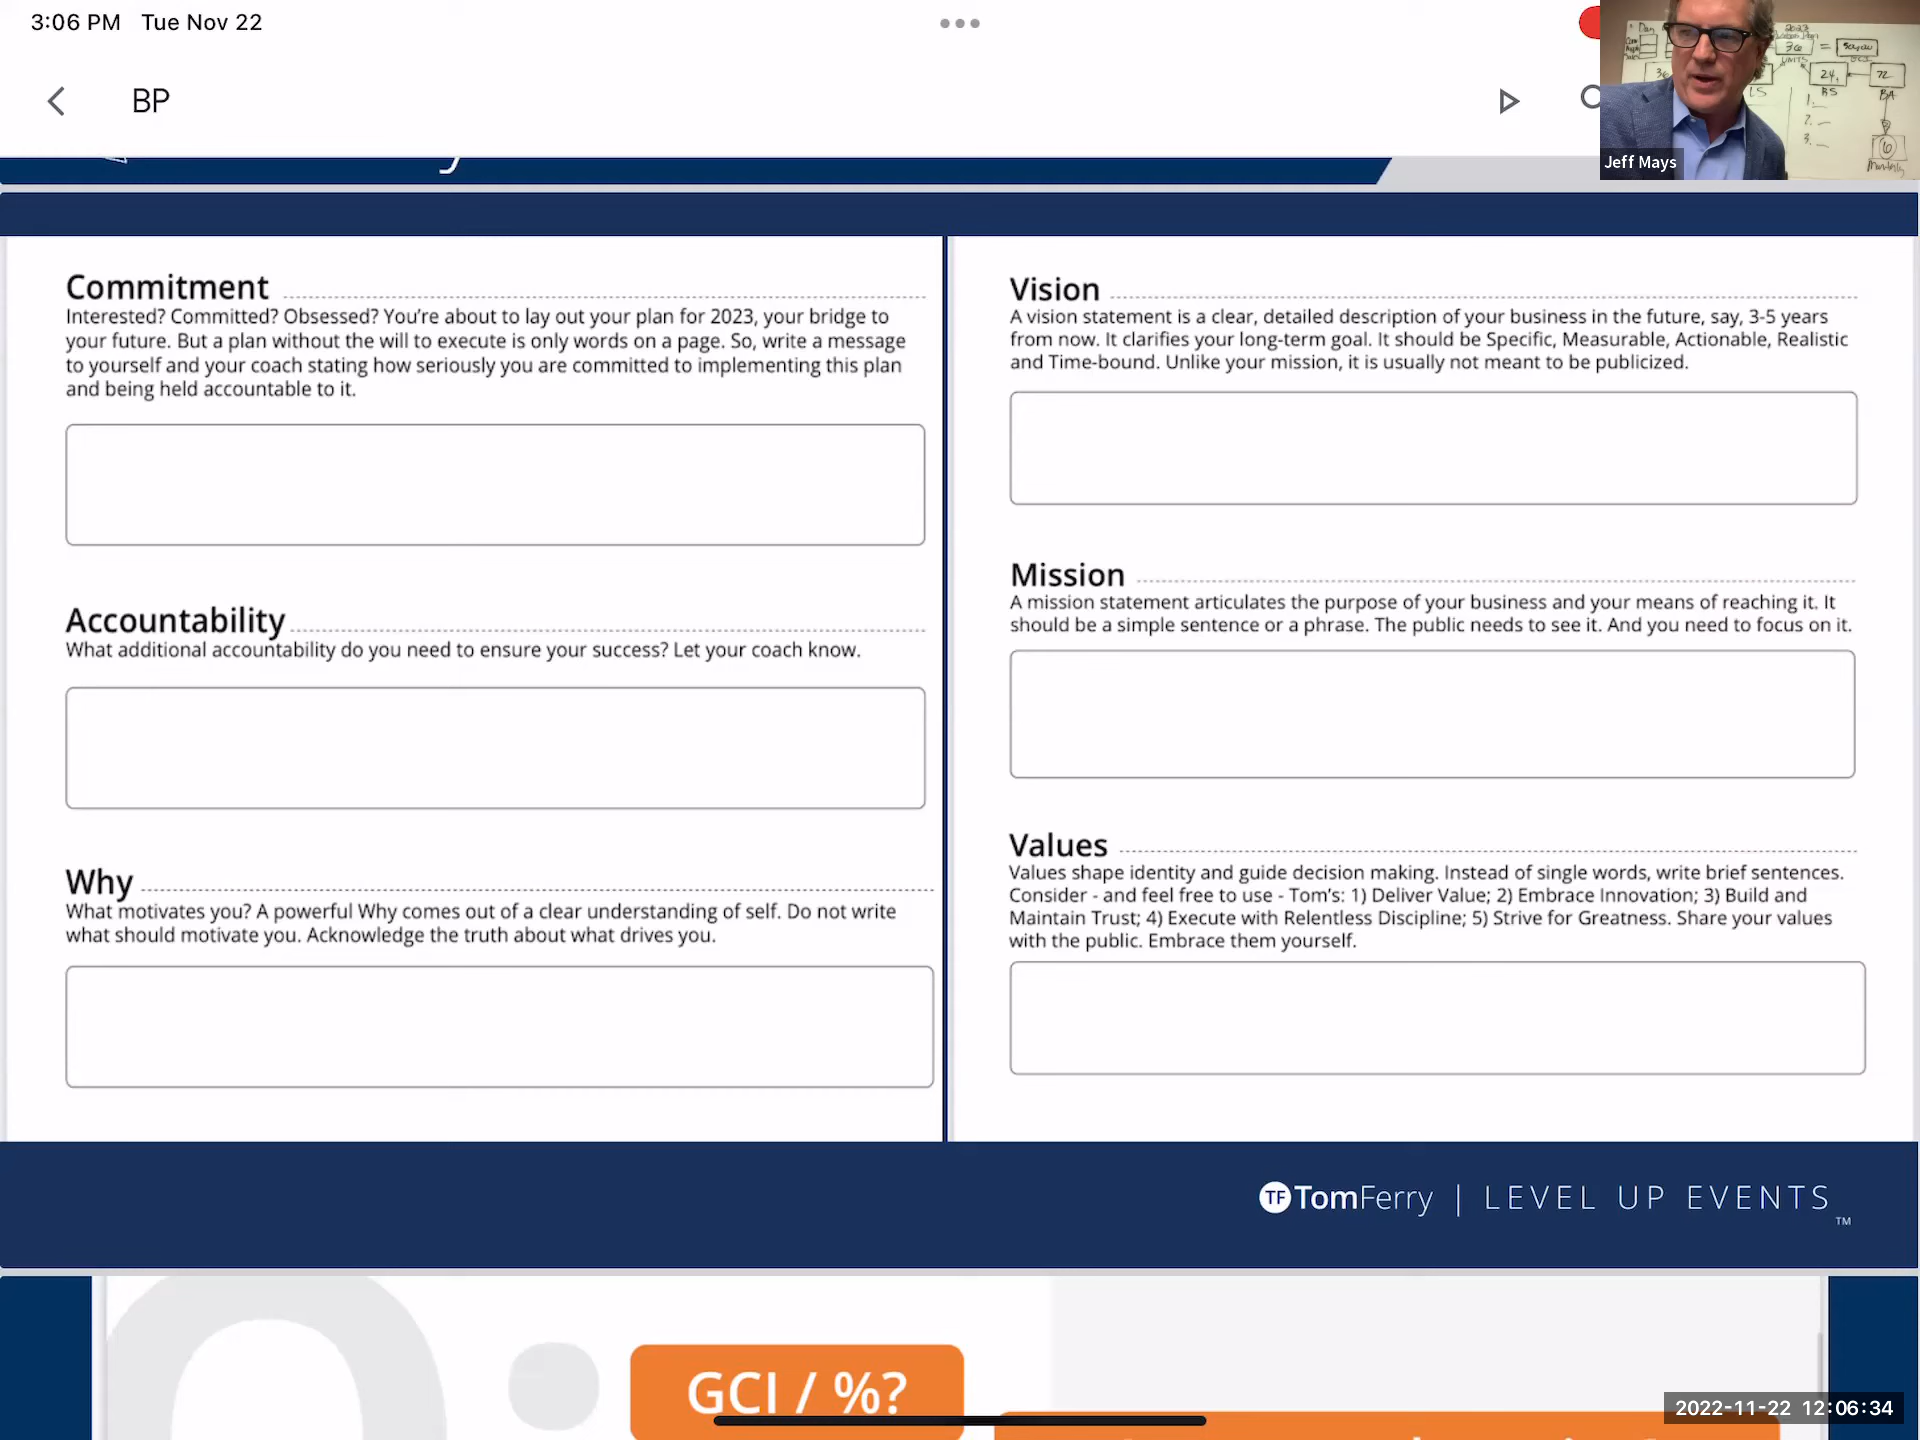 3:06 PM Tue Nov 22
BP
Jeff Mays
Commitment
Interested? Committed? Obsessed? You're about to lay out your plan for 2023, your bridge to
your future. But a plan without the will to execute is only words on a page. So, write a message
to yourself and your coach stating how seriously you are committed to implementing this plan
and being held accountable to it.
Accountability
What additional accountability do you need to ensure your success? Let your coach know.
Why
What motivates you? A powerful Why comes out of a clear understanding of self. Do not write
what should motivate you. Acknowledge the truth about what drives you.
Vision
A vision statement is a clear, detailed description of your business in the future, say, 3-5 years
from now. It clarifies your long-term goal. It should be Specific, Measurable, Actionable, Realistic
and Time-bound. Unlike your mission, it is usually not meant to be publicized.
Mission
A mission statement articulates the purpose of your business and your means of reaching it. It
should be a simple sentence or a phrase. The public needs to see it. And you need to focus on it.
Values
Values shape identity and guide decision making. Instead of single words, write brief sentences.
Consider - and feel free to use - Tom's: 1) Deliver Value; 2) Embrace Innovation; 3) Build and
Maintain Trust; 4) Execute with Relentless Discipline; 5) Strive for Greatness. Share your values
with the public. Embrace them yourself.
TF TomFerry | LEVEL UP EVENTS TM
GCI / %?
2022-11-22 12:06:34